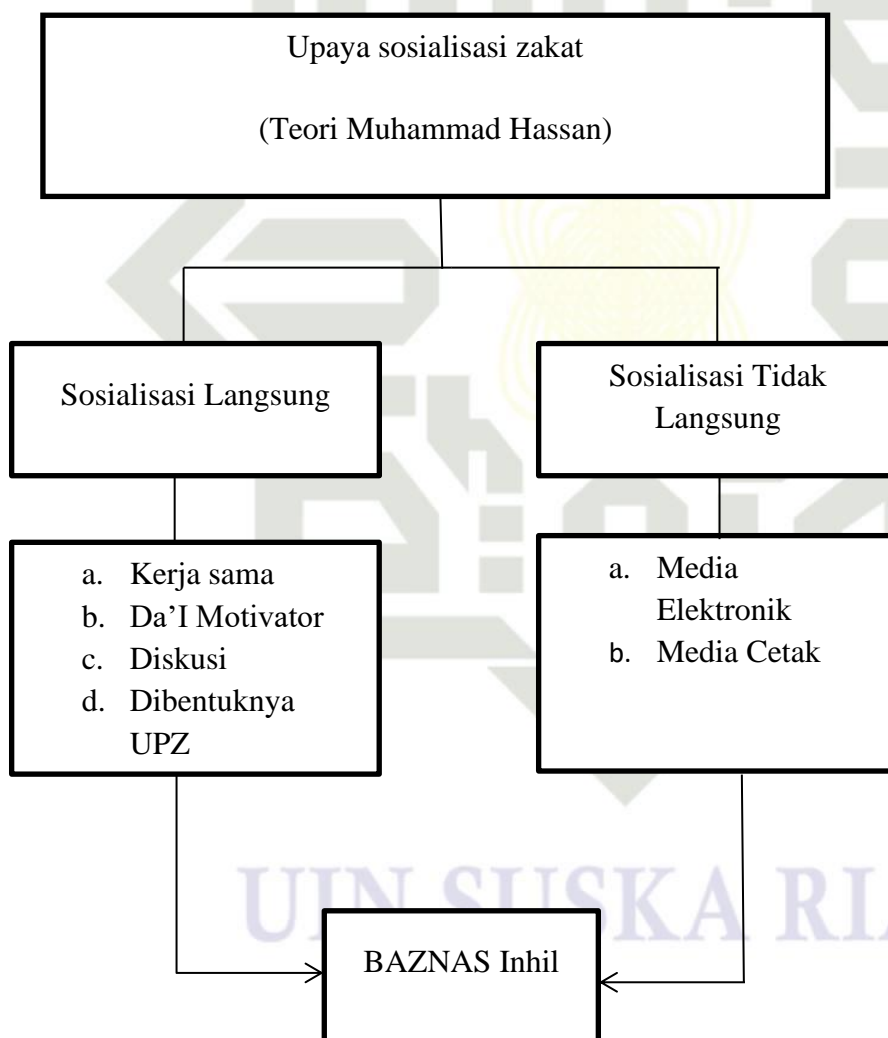 Upaya sosialisasi zakat
(Teori Muhammad Hassan)
Sosialisasi Langsung
Sosialisasi Tidak
Langsung
a. Kerja sama
b. Da’I Motivator
c. Diskusi
d. Dibentuknya
UPZ
a. Media
Elektronik
b. Media Cetak
UIN SUSKA RIA
BAZNAS Inhil